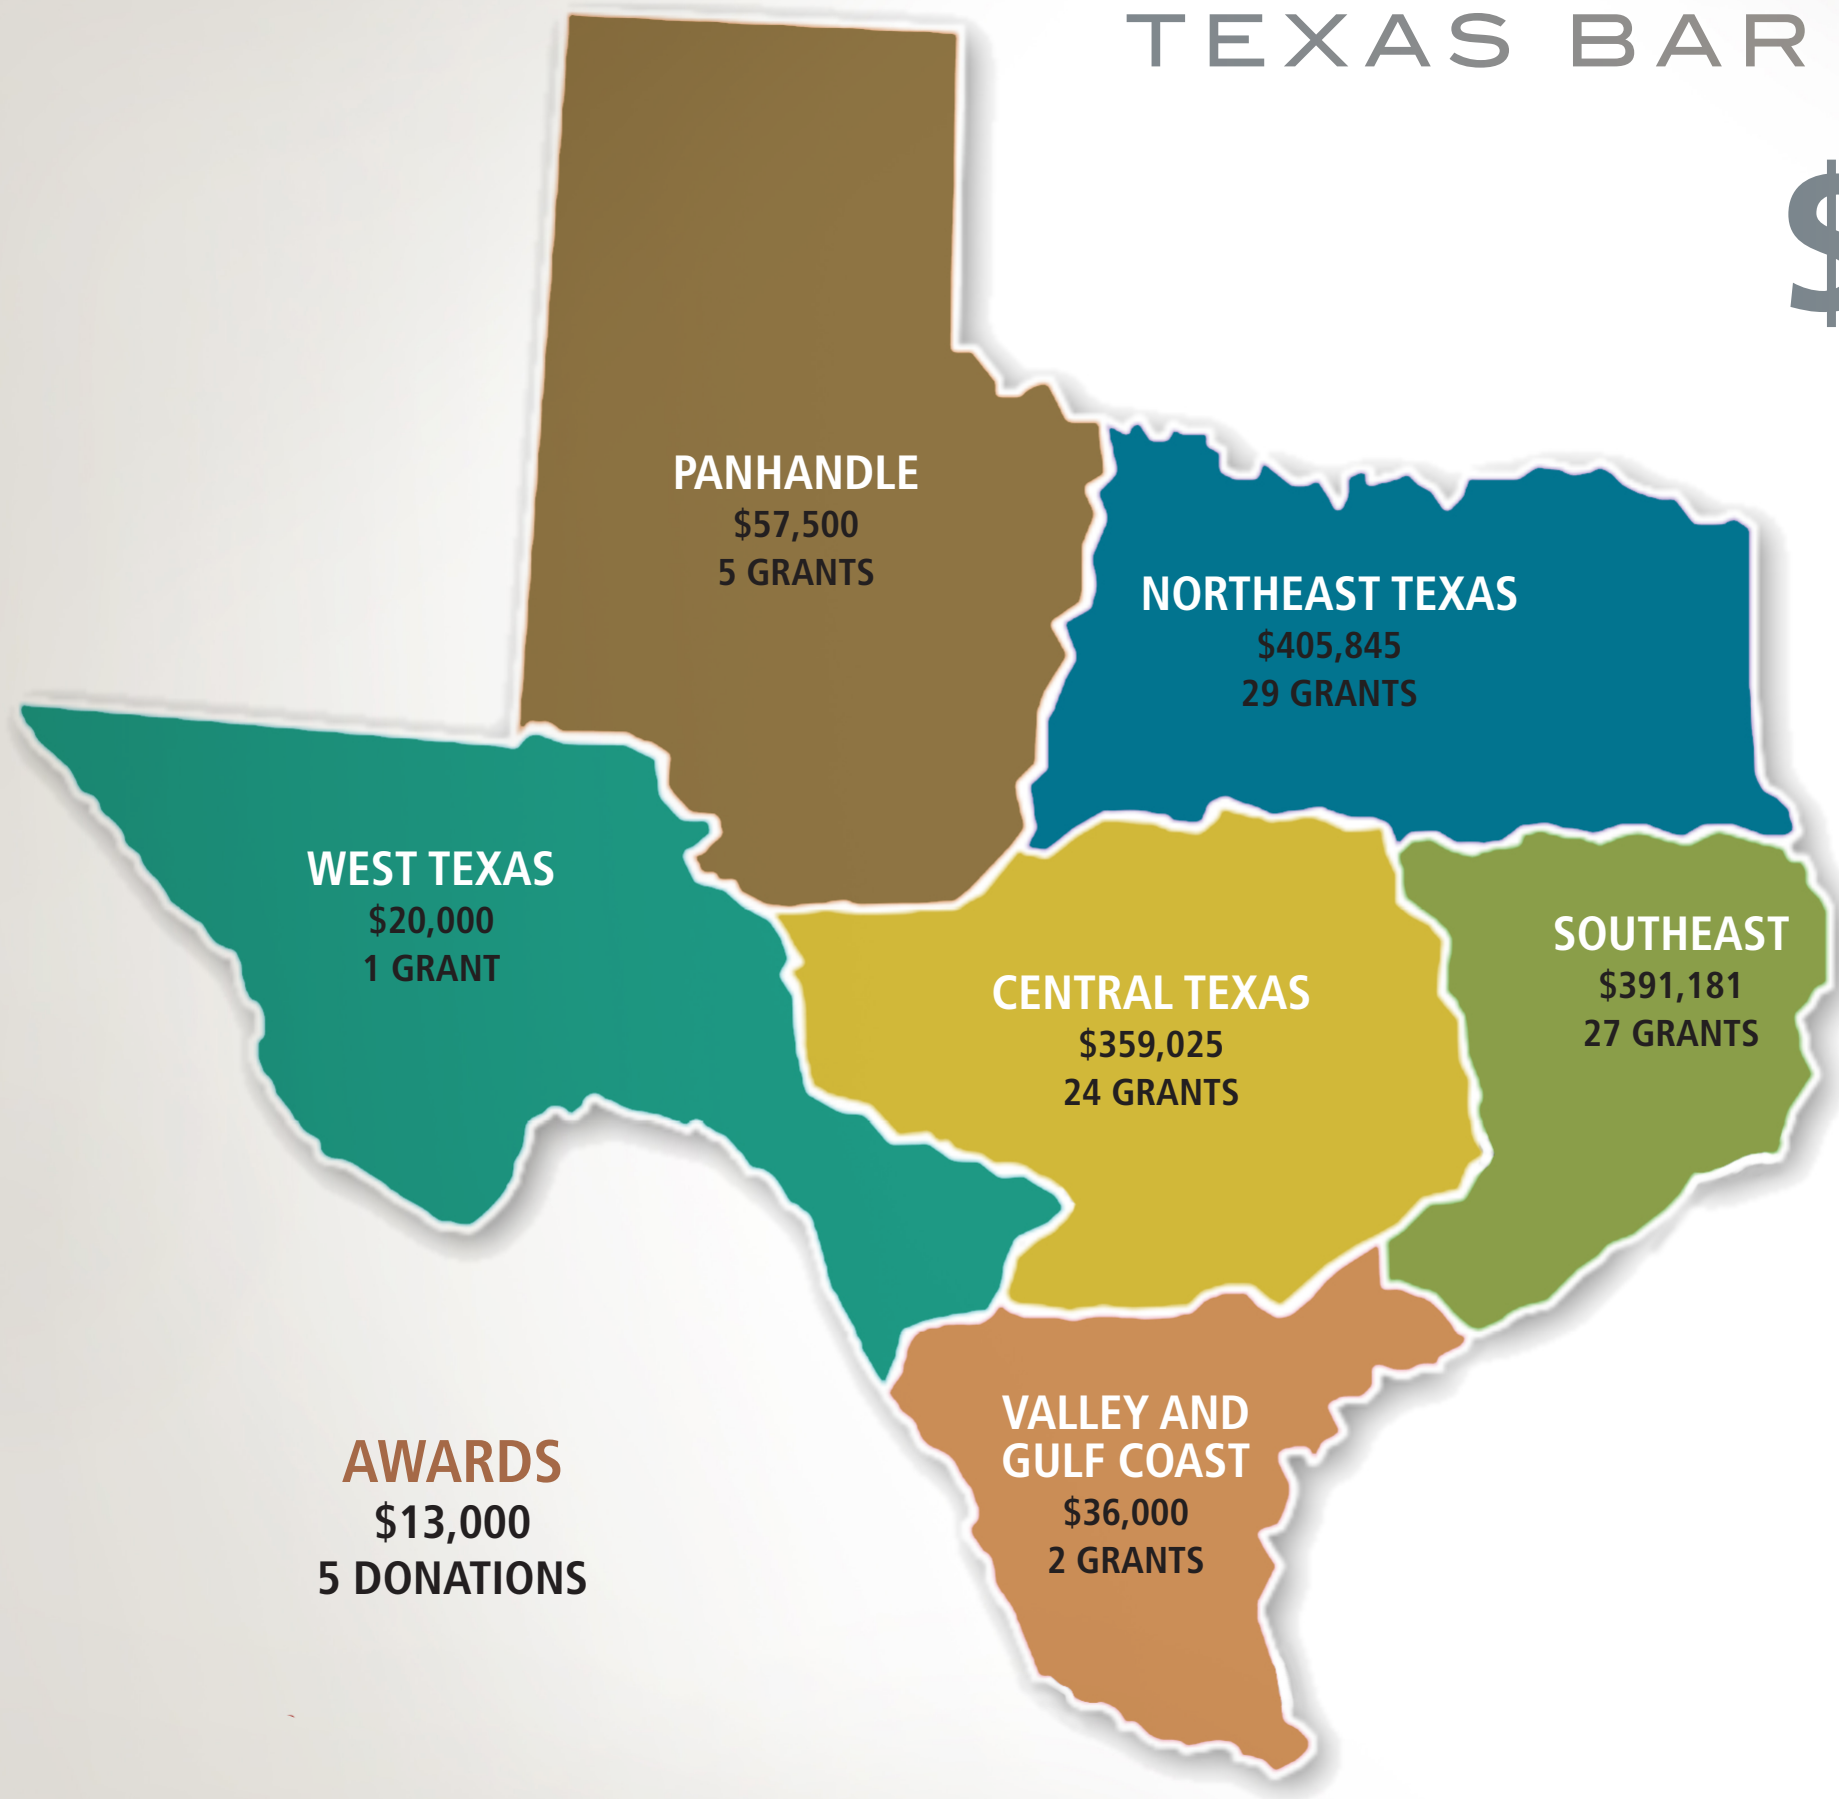 TEXAS BAR
$
PANHANDLE
$57,500
5 GRANTS
NORTHEAST TEXAS
$405,845
29 GRANTS
WEST TEXAS
$20,000
1 GRANT
SOUTHEAST
$391,181
27 GRANTS
CENTRAL TEXAS
$359,025
24 GRANTS
VALLEY AND
GULF COAST
$36,000
2 GRANTS
AWARDS
$13,000
5 DONATIONS